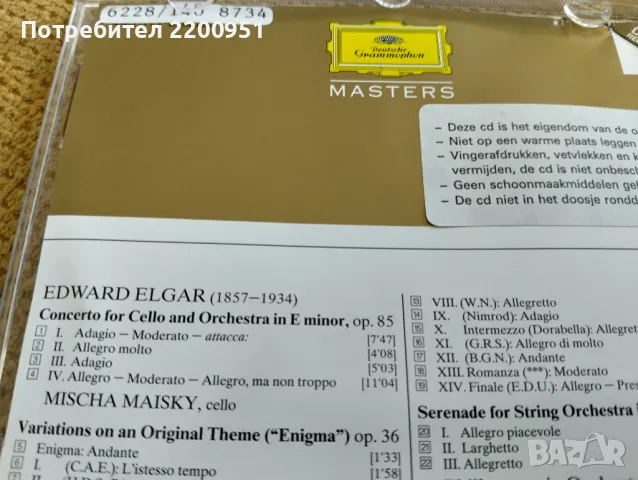 6228/140 8734
Потребител 2200951
Deutsche
Grammophon
MASTERS
– Deze cd is het eigendom van de o
– Niet op een warme plaats leggen
– Vingerafdrukken, vetvlekken en k
vermijden, de cd is niet onbesch
– Geen schoonmaakmiddelen geb
– De cd niet in het doosje rondd
EDWARD ELGAR (1857–1934)
Concerto for Cello and Orchestra in E minor, op. 85
1 I. Adagio – Moderato – attacca: [7'47]
2 II. Allegro molto [4'08]
3 III. Adagio [5'03]
4 IV. Allegro – Moderato – Allegro, ma non troppo [11'04]
MISCHA MAISKY, cello
Variations on an Original Theme (“Enigma”) op. 36
5 Enigma: Andante [1'33]
6 I. (C.A.E.): L'istesso tempo [1'58]
13 VIII. (W.N.): Allegretto
14 IX. (Nimrod): Adagio
15 X. Intermezzo (Dorabella): Allegret
16 XI. (G.R.S.): Allegro di molto
17 XII. (B.G.N.): Andante
18 XIII. Romanza (***): Moderato
19 XIV. Finale (E.D.U.): Allegro – Pres
Serenade for String Orchestra
20 I. Allegro piacevole
21 II. Larghetto
22 III. Allegretto
bazar